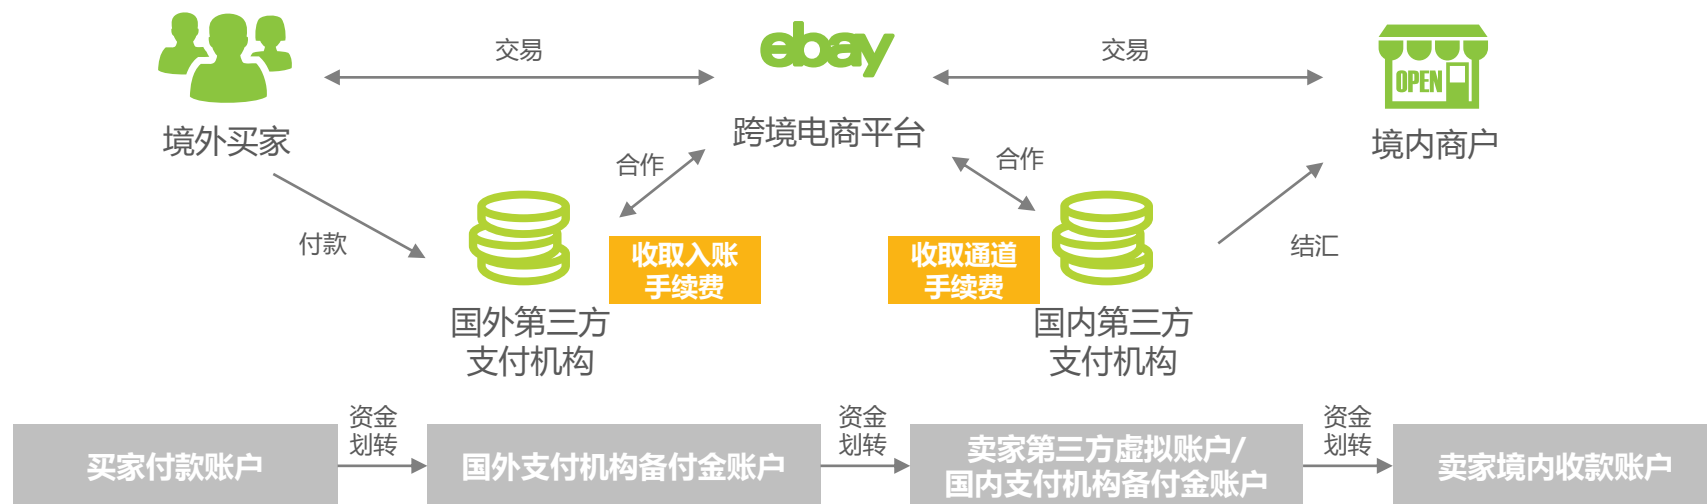 交易
ebay
交易
OPEN
境外买家
跨境电商平台
境内商户
合作
合作
付款
收取入账
手续费
收取通道
手续费
结汇
国外第三方
支付机构
国内第三方
支付机构
资金
划转
资金
划转
资金
划转
买家付款账户
国外支付机构备付金账户
卖家第三方虚拟账户/
国内支付机构备付金账户
卖家境内收款账户